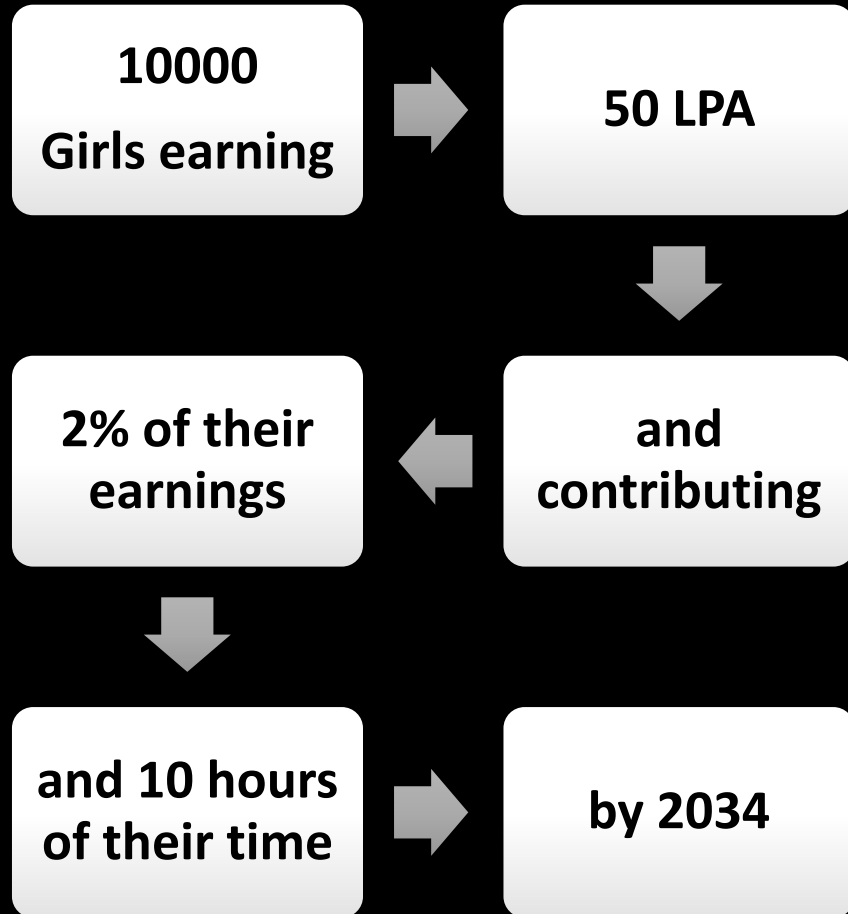 10000
Girls earning
50 LPA
and
contributing
2% of their
earnings
and 10 hours
of their time
by 2034